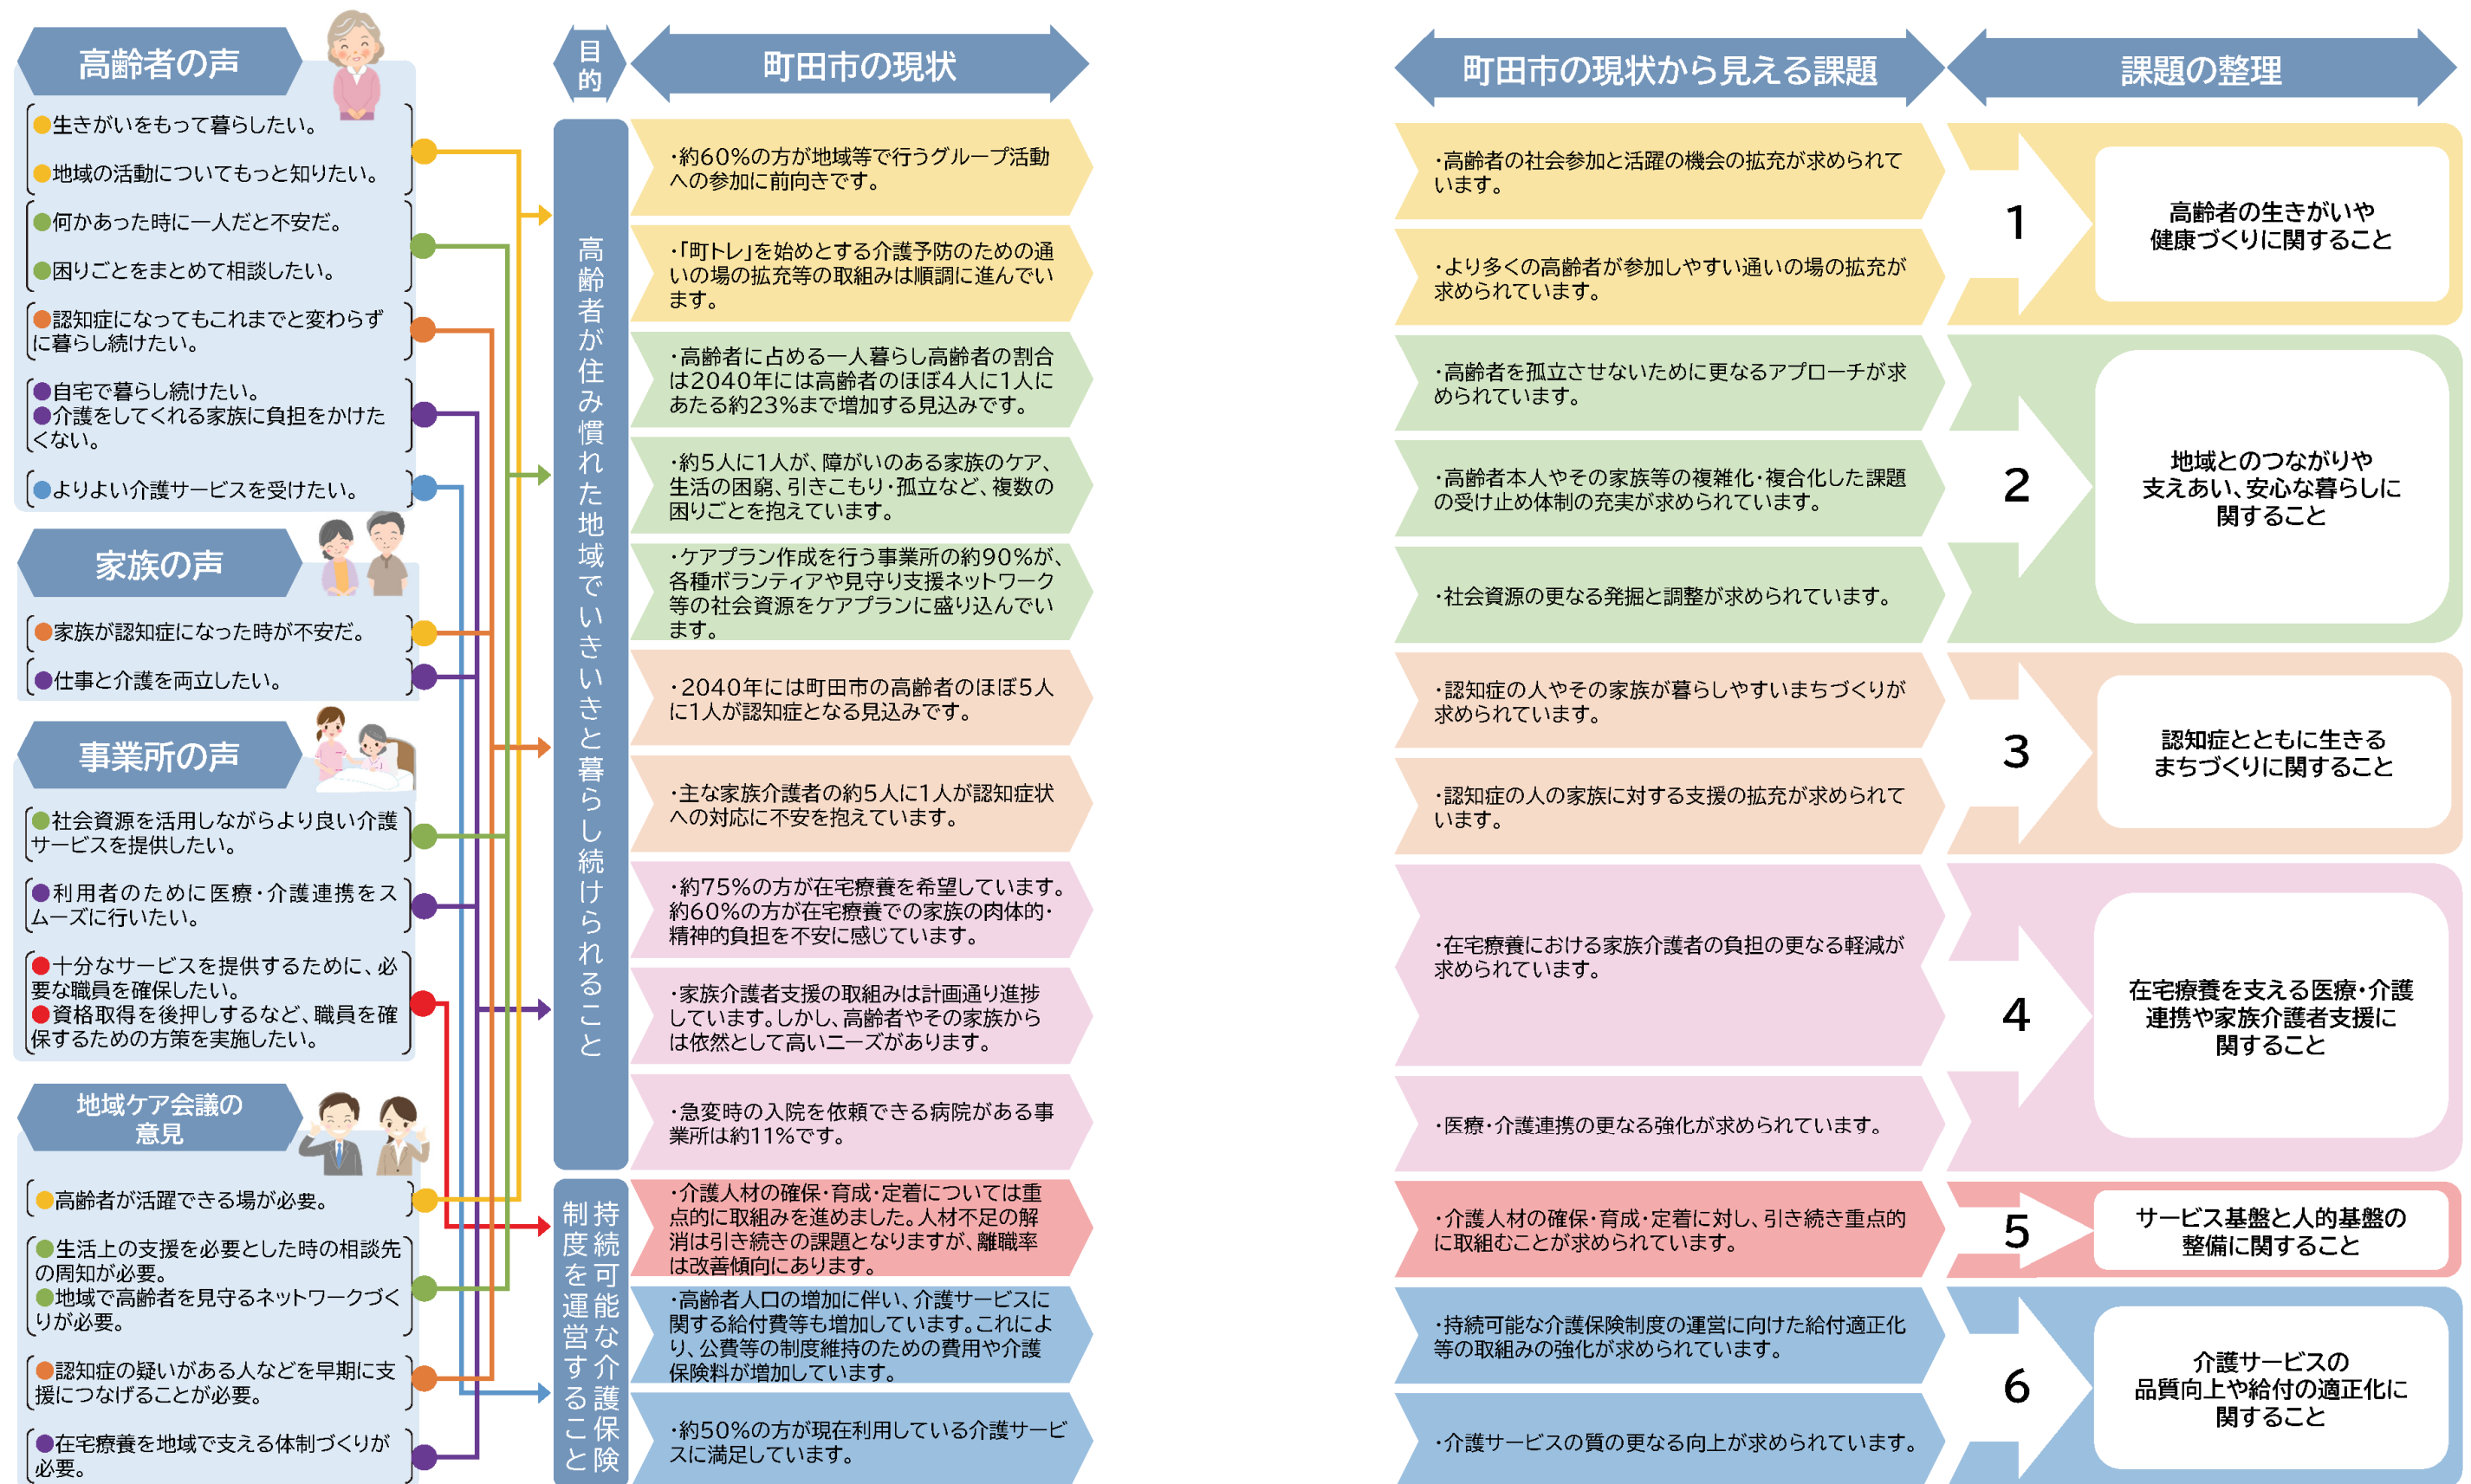 高齢者の声
●生きがいをもって暮らしたい。
●地域の活動についてもっと知りたい。
●何かあった時に一人だと不安だ。
●困りごとをまとめて相談したい。
●認知症になってもこれまでと変わらず
に暮らし続けたい。
●自宅で暮らし続けたい。
●介護をしてくれる家族に負担をかけた
くない。
●よりよい介護サービスを受けたい。
家族の声
●家族が認知症になった時が不安だ。
●仕事と介護を両立したい。
事業所の声
●社会資源を活用しながらより良い介護
サービスを提供したい。
●利用者のために医療・介護連携をス
ムーズに行いたい。
●十分なサービスを提供するために、必
要な職員を確保したい。
●資格取得を後押しするなど、職員を確
保するための方策を実施したい。
地域ケア会議の
意見
●高齢者が活躍できる場が必要。
●生活上の支援を必要とした時の相談先
の周知が必要。
●地域で高齢者を見守るネットワークづく
りが必要。
●認知症の疑いがある人などを早期に支
援につなげることが必要。
●在宅療養を地域で支える体制づくりが
必要。
目的
高齢者が住み慣れた地域でいきいきと暮らし続けられること
持続可能な介護保険
制度を運営すること
町田市の現状
・約60%の方が地域等で行うグループ活動
への参加に前向きです。
・「町トレ」を始めとする介護予防のための通
いの場の拡充等の取組みは順調に進んでい
ます。
・高齢者に占める一人暮らし高齢者の割合
は2040年には高齢者のほぼ4人に1人に
あたる約23%まで増加する見込みです。
・約5人に1人が、障がいのある家族のケア、
生活の困窮、引きこもり・孤立など、複数の
困りごとを抱えています。
・ケアプラン作成を行う事業所の約90%が、
各種ボランティアや見守り支援ネットワーク
等の社会資源をケアプランに盛り込んでい
ます。
・2040年には町田市の高齢者のほぼ5人
に1人が認知症となる見込みです。
・主な家族介護者の約5人に1人が認知症状
への対応に不安を抱えています。
・約75%の方が在宅療養を希望しています。
約60%の方が在宅療養での家族の肉体的・
精神的負担を不安に感じています。
・家族介護者支援の取組みは計画通り進捗
しています。しかし、高齢者やその家族から
は依然として高いニーズがあります。
・急変時の入院を依頼できる病院がある事
業所は約11%です。
・介護人材の確保・育成・定着については重
点的に取組みを進めました。人材不足の解
消は引き続きの課題となりますが、離職率
は改善傾向にあります。
・高齢者人口の増加に伴い、介護サービスに
関する給付費等も増加しています。これによ
り、公費等の制度維持のための費用や介護
保険料が増加しています。
・約50%の方が現在利用している介護サービ
スに満足しています。
町田市の現状から見える課題
・高齢者の社会参加と活躍の機会の拡充が求められて
います。
・より多くの高齢者が参加しやすい通いの場の拡充が
求められています。
・高齢者を孤立させないために更なるアプローチが求
められています。
・高齢者本人やその家族等の複雑化・複合化した課題
の受け止め体制の充実が求められています。
・社会資源の更なる発掘と調整が求められています。
・認知症の人やその家族が暮らしやすいまちづくりが
求められています。
・認知症の人の家族に対する支援の拡充が求められて
います。
・在宅療養における家族介護者の負担の更なる軽減が
求められています。
・医療・介護連携の更なる強化が求められています。
・介護人材の確保・育成・定着に対し、引き続き重点的
に取組むことが求められています。
・持続可能な介護保険制度の運営に向けた給付適正化
等の取組みの強化が求められています。
・介護サービスの質の更なる向上が求められています。
課題の整理
1
高齢者の生きがいや
健康づくりに関すること
2
地域とのつながりや
支えあい、安心な暮らしに
関すること
3
認知症とともに生きる
まちづくりに関すること
4
在宅療養を支える医療・介護
連携や家族介護者支援に
関すること
5
サービス基盤と人的基盤の
整備に関すること
6
介護サービスの
品質向上や給付の適正化に
関すること